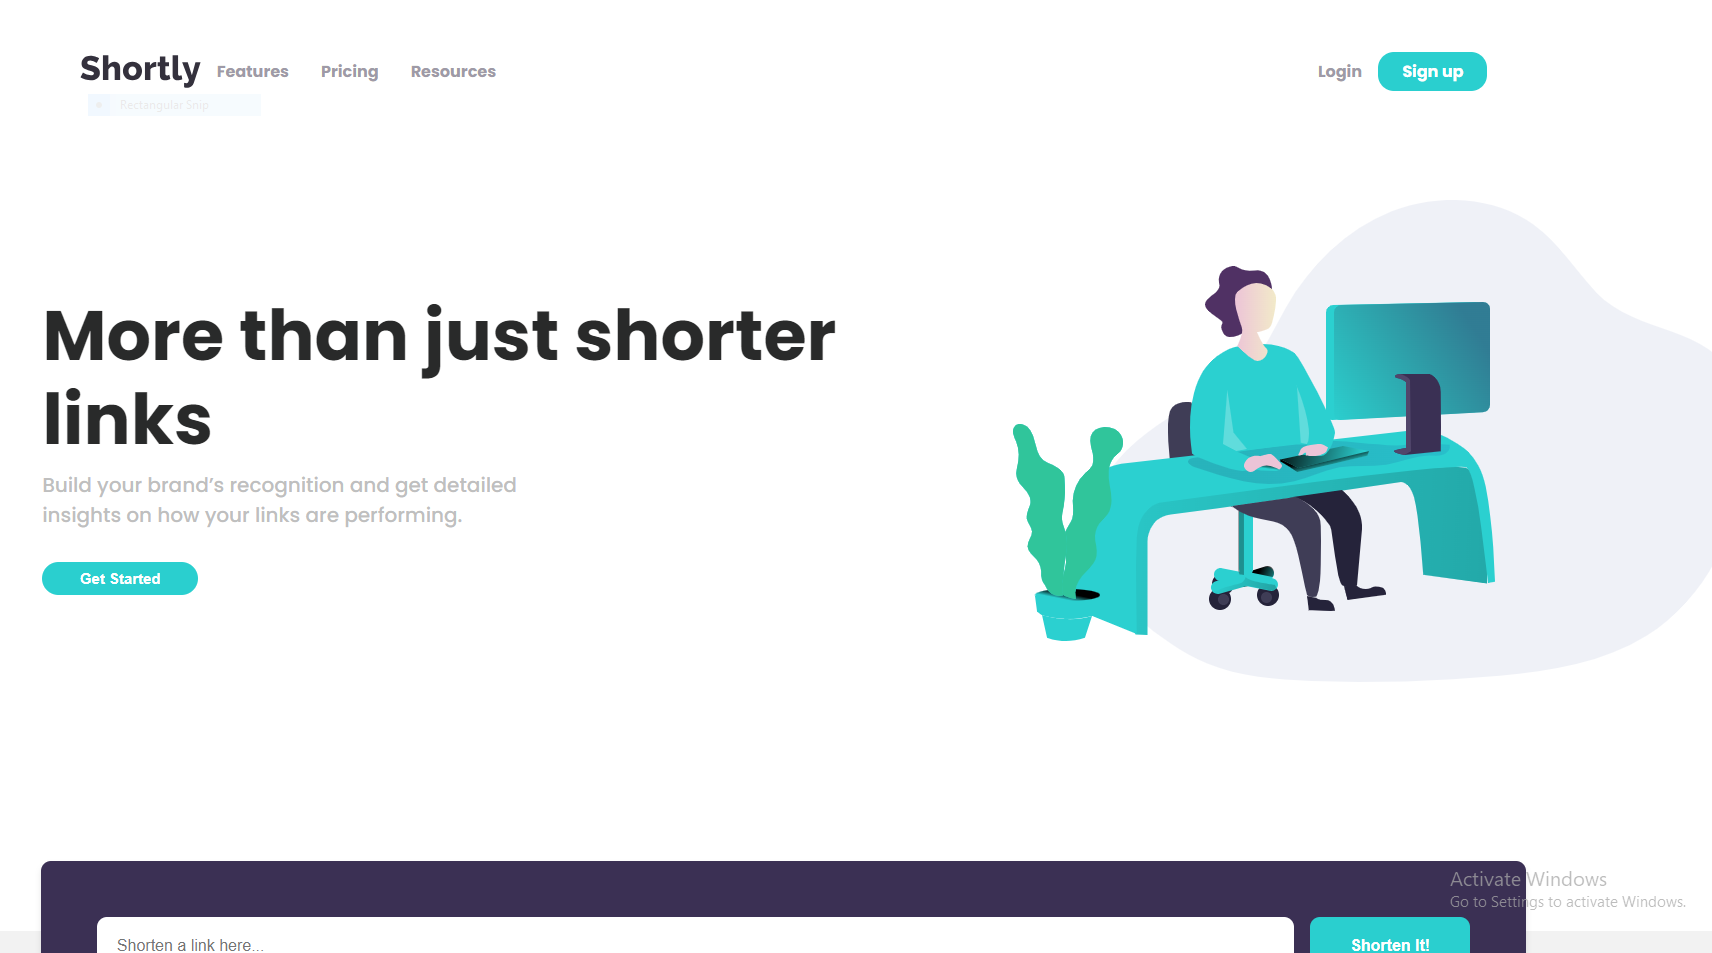 Shortly Features Pricing Resources Login Sign up
Rectangular Snip
More than just shorter
links
Build your brand’s recognition and get detailed
insights on how your links are performing.
Get Started
Activate Windows
Go to Settings to activate Windows.
Shorten a link here... Shorten It!